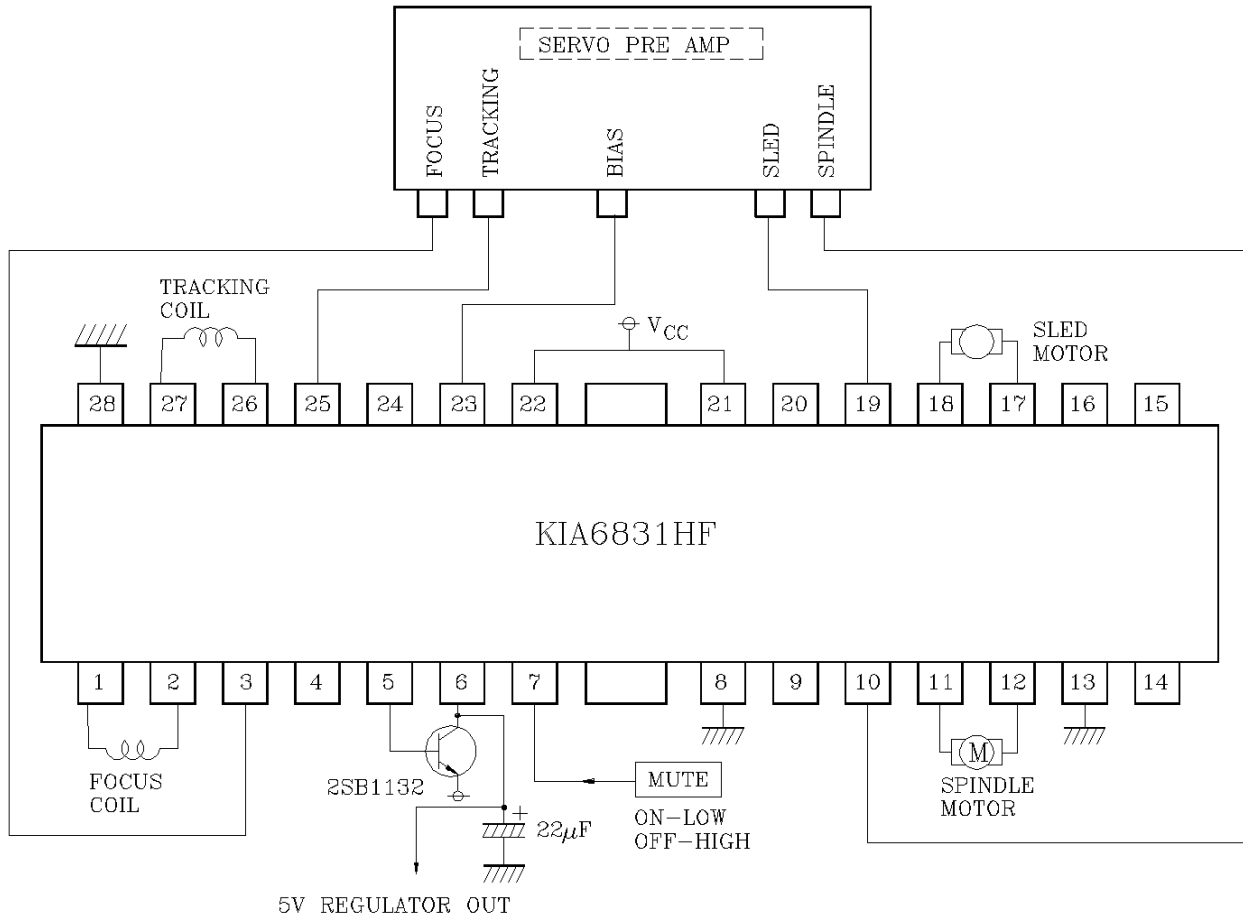 SERVO PRE AMP
FOCUS
TRACKING
BIAS
SLED
SPINDLE
TRACKING
COIL
VCC
SLED
MOTOR
28 27 26 25 24 23 22 21 20 19 18 17 16 15
KIA6831HF
1 2 3 4 5 6 7 8 9 10 11 12 13 14
FOCUS
COIL
2SB1132
+
22μF
MUTE
ON-LOW
OFF-HIGH
M
SPINDLE
MOTOR
5V REGULATOR OUT